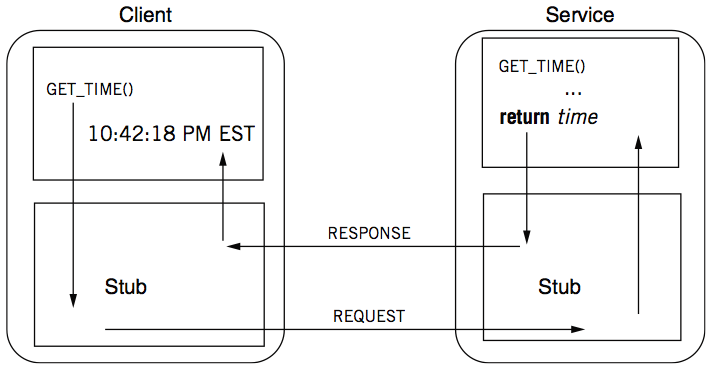 Client
Service
GET_TIME()
10:42:18 PM EST
GET_TIME()
...
return time
RESPONSE
Stub
Stub
REQUEST